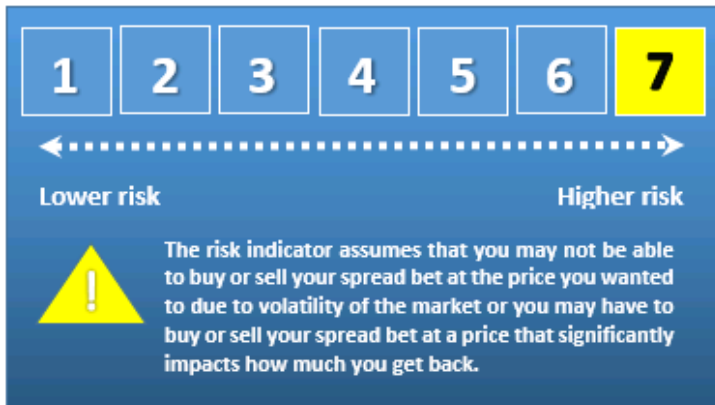 1 2 3 4 5 6 7
Lower risk Higher risk
!
The risk indicator assumes that you may not be able
to buy or sell your spread bet at the price you wanted
to due to volatility of the market or you may have to
buy or sell your spread bet at a price that significantly
impacts how much you get back.